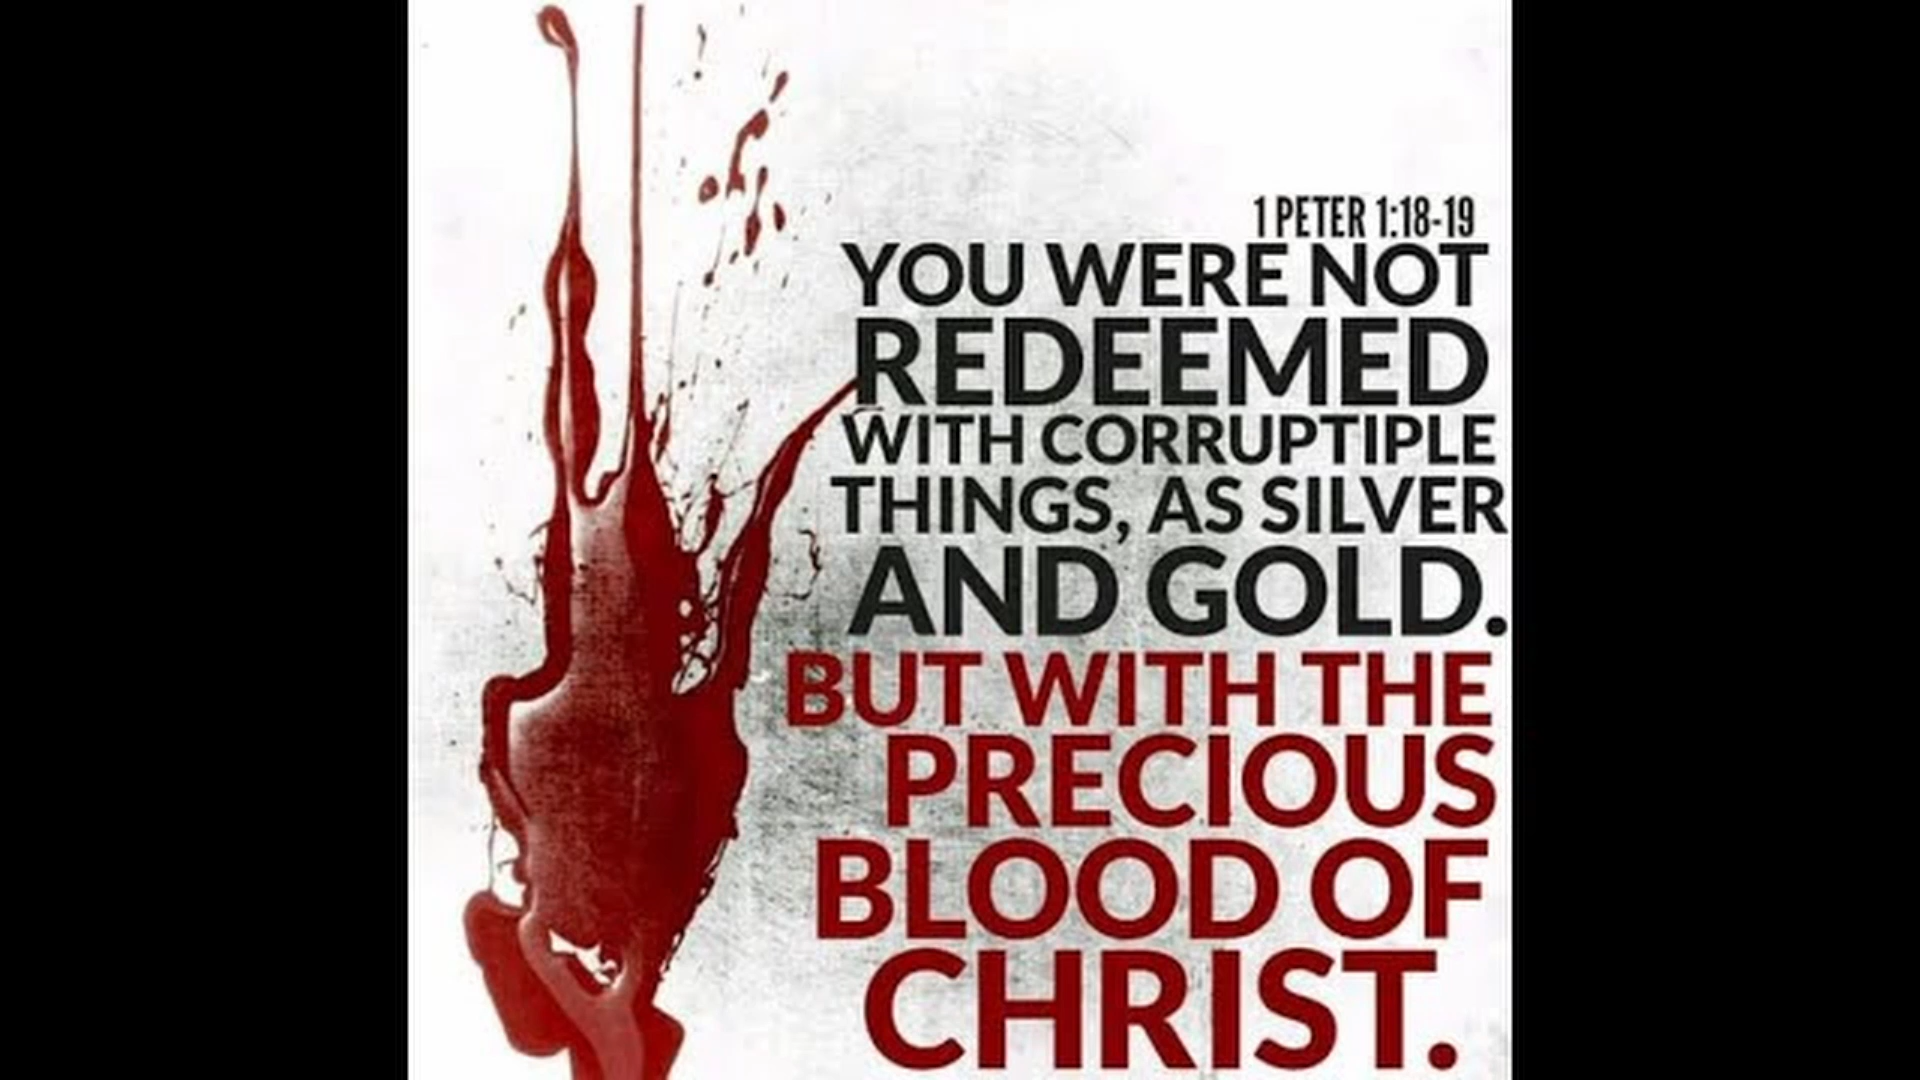 1 PETER 1:18-19
YOU WERE NOT
REDEEMED
WITH CORRUPTIPLE
THINGS, AS SILVER
AND GOLD.
BUT WITH THE
PRECIOUS
BLOOD OF
CHRIST.